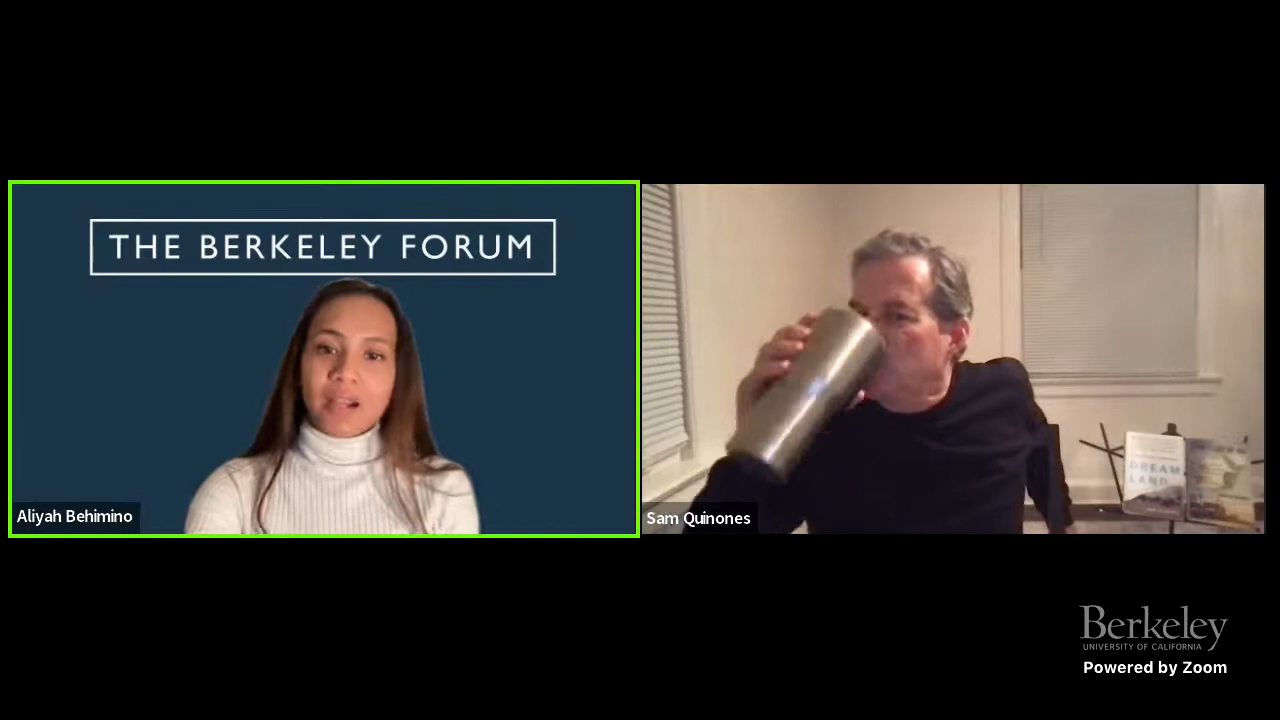 THE BERKELEY FORUM
Aliyah Behimino
Sam Quinones
DREAM
LAND
Berkeley
UNIVERSITY OF CALIFORNIA
Powered by Zoom